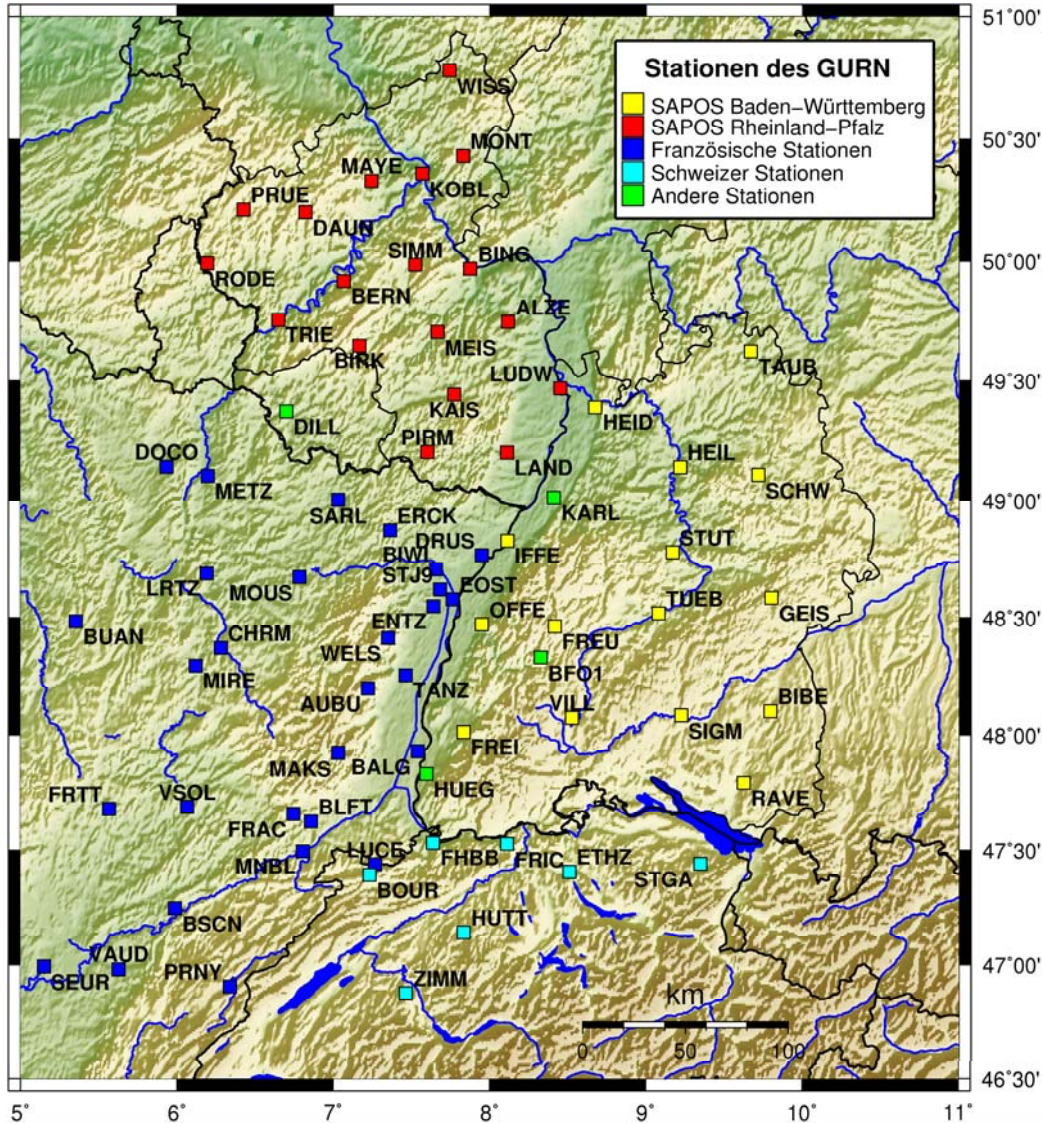 51°00'
Stationen des GURN
SAPOS Baden–Württemberg
SAPOS Rheinland–Pfalz
Französische Stationen
Schweizer Stationen
Andere Stationen
WISS
50°30'
MONT
MAYE
KOBL
PRUE
DAUN
SIMM
BING
50°00'
RODE
BERN
ALZE
TRIE
MEIS
BIRK
TAUB
LUDW
49°30'
KAIS
HEID
DILL
PIRM
DOCO
HEIL
LAND
METZ
SCHW
49°00'
SARL
KARL
ERCK
DRUS
STUT
BIWI
IFFE
STJ9
LRTZ
MOUS
EOST
TUEB
OFFE
GEIS
48°30'
BUAN
CHRM
ENTZ
WELS
FREU
MIRE
BFO1
TANZ
AUBU
VILL
BIBE
SIGM
FREI
48°00'
MAKS
BALG
HUEG
FRTT
VSOL
RAVE
BLFT
FRAC
47°30'
MNBL
LUCE
FHBB
FRIC
ETHZ
STGA
BOUR
BSCN
HUTT
VAUD
47°00'
SEUR
PRNY
ZIMM
km
0 50 100
46°30'
5° 6° 7° 8° 9° 10° 11°